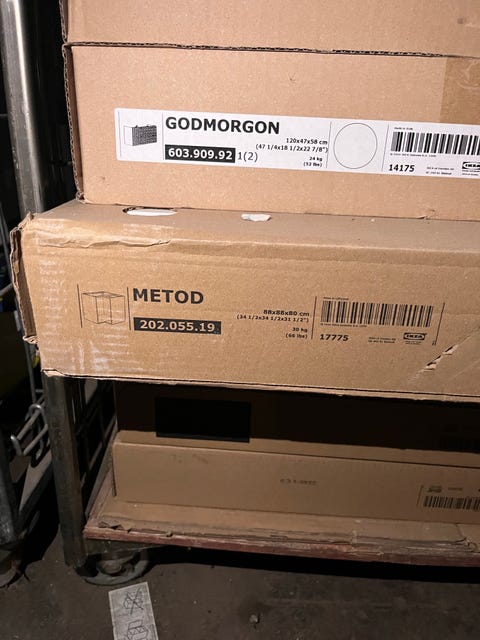 GODMORGON
120x47x58 cm
(47 1/4x18 1/2x22 7/8")
603.909.92 1(2)
24 kg
(52 lbs)
14175
IKEA
METOD
88x88x80 cm
(34 1/2x34 1/2x31 1/2")
202.055.19
30 kg
(66 lbs)
17775
IKEA